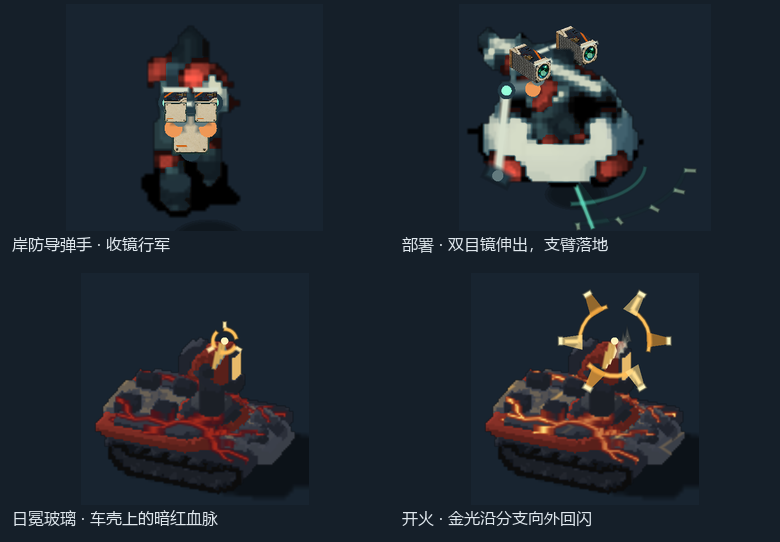 岸防导弹手 · 收镜行军
部署 · 双目镜伸出，支臂落地
日冕玻璃 · 车壳上的暗红血脉
开火 · 金光沿分支向外回闪